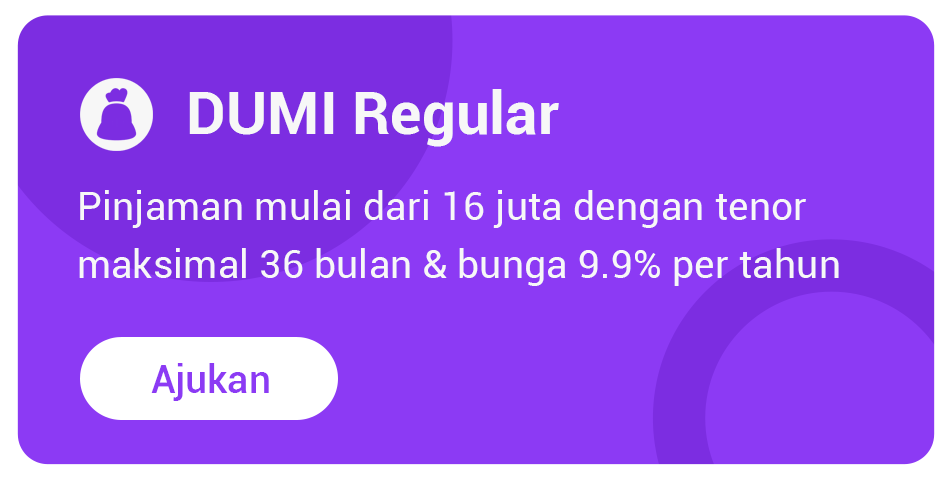 DUMI Regular
Pinjaman mulai dari 16 juta dengan tenor
maksimal 36 bulan & bunga 9.9% per tahun
Ajukan